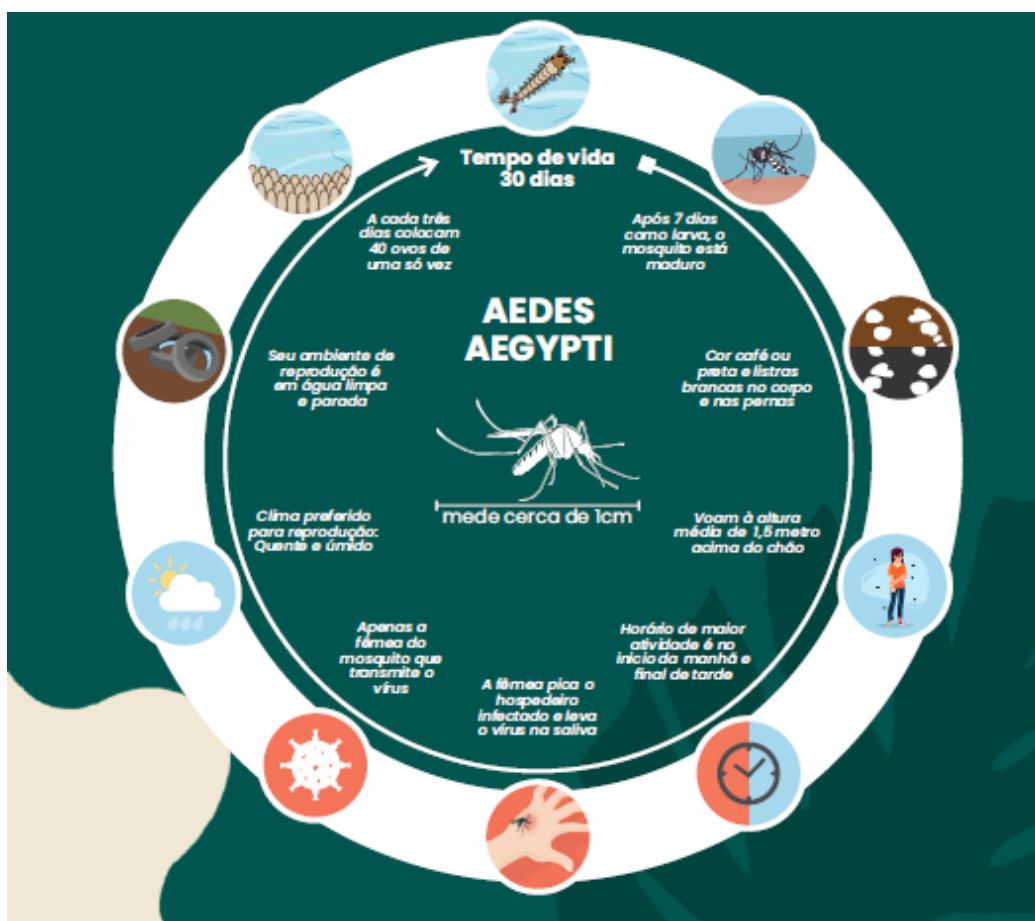 Tempo de vida
30 dias
A cada três
dias colocam
40 ovos de
uma só vez
Após 7 dias
como larva, o
mosquito está
maduro
AEDES
AEGYPTI
Seu ambiente de
reprodução é
em água limpa
e parada
Cor café ou
preta e listras
brancas no corpo
e nas pernas
mede cerca de 1cm
Clima preferido
para reprodução:
Quente e úmido
Voam à altura
média de 1,5 metro
acima do chão
Apenas a
fêmea do
mosquito que
transmite o
vírus
A fêmea pica o
hospedeiro
infectado e leva
o vírus na saliva
Horário de maior
atividade é no
início da manhã e
final de tarde